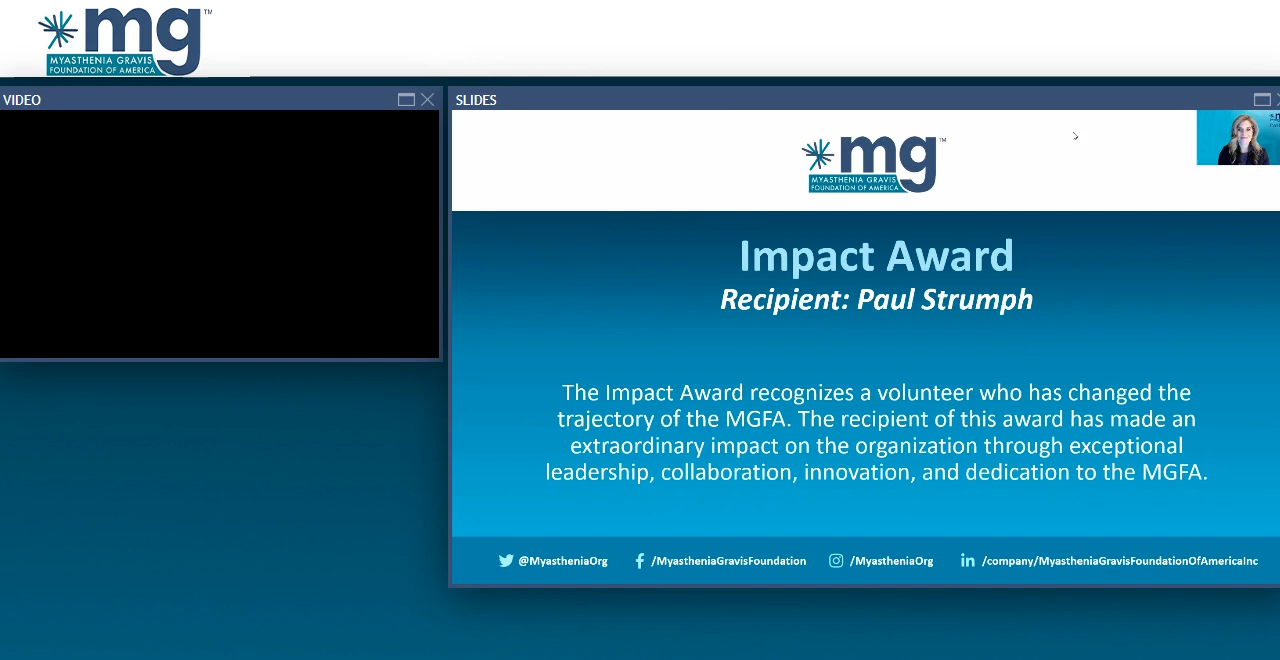 mg™
MYASTHENIA GRAVIS
FOUNDATION OF AMERICA
VIDEO
SLIDES
mg™
MYASTHENIA GRAVIS
FOUNDATION OF AMERICA
Impact Award
Recipient: Paul Strumph
The Impact Award recognizes a volunteer who has changed the
trajectory of the MGFA. The recipient of this award has made an
extraordinary impact on the organization through exceptional
leadership, collaboration, innovation, and dedication to the MGFA.
@MyastheniaOrg /MyastheniaGravisFoundation /MyastheniaOrg /company/MyastheniaGravisFoundationOfAmericaInc